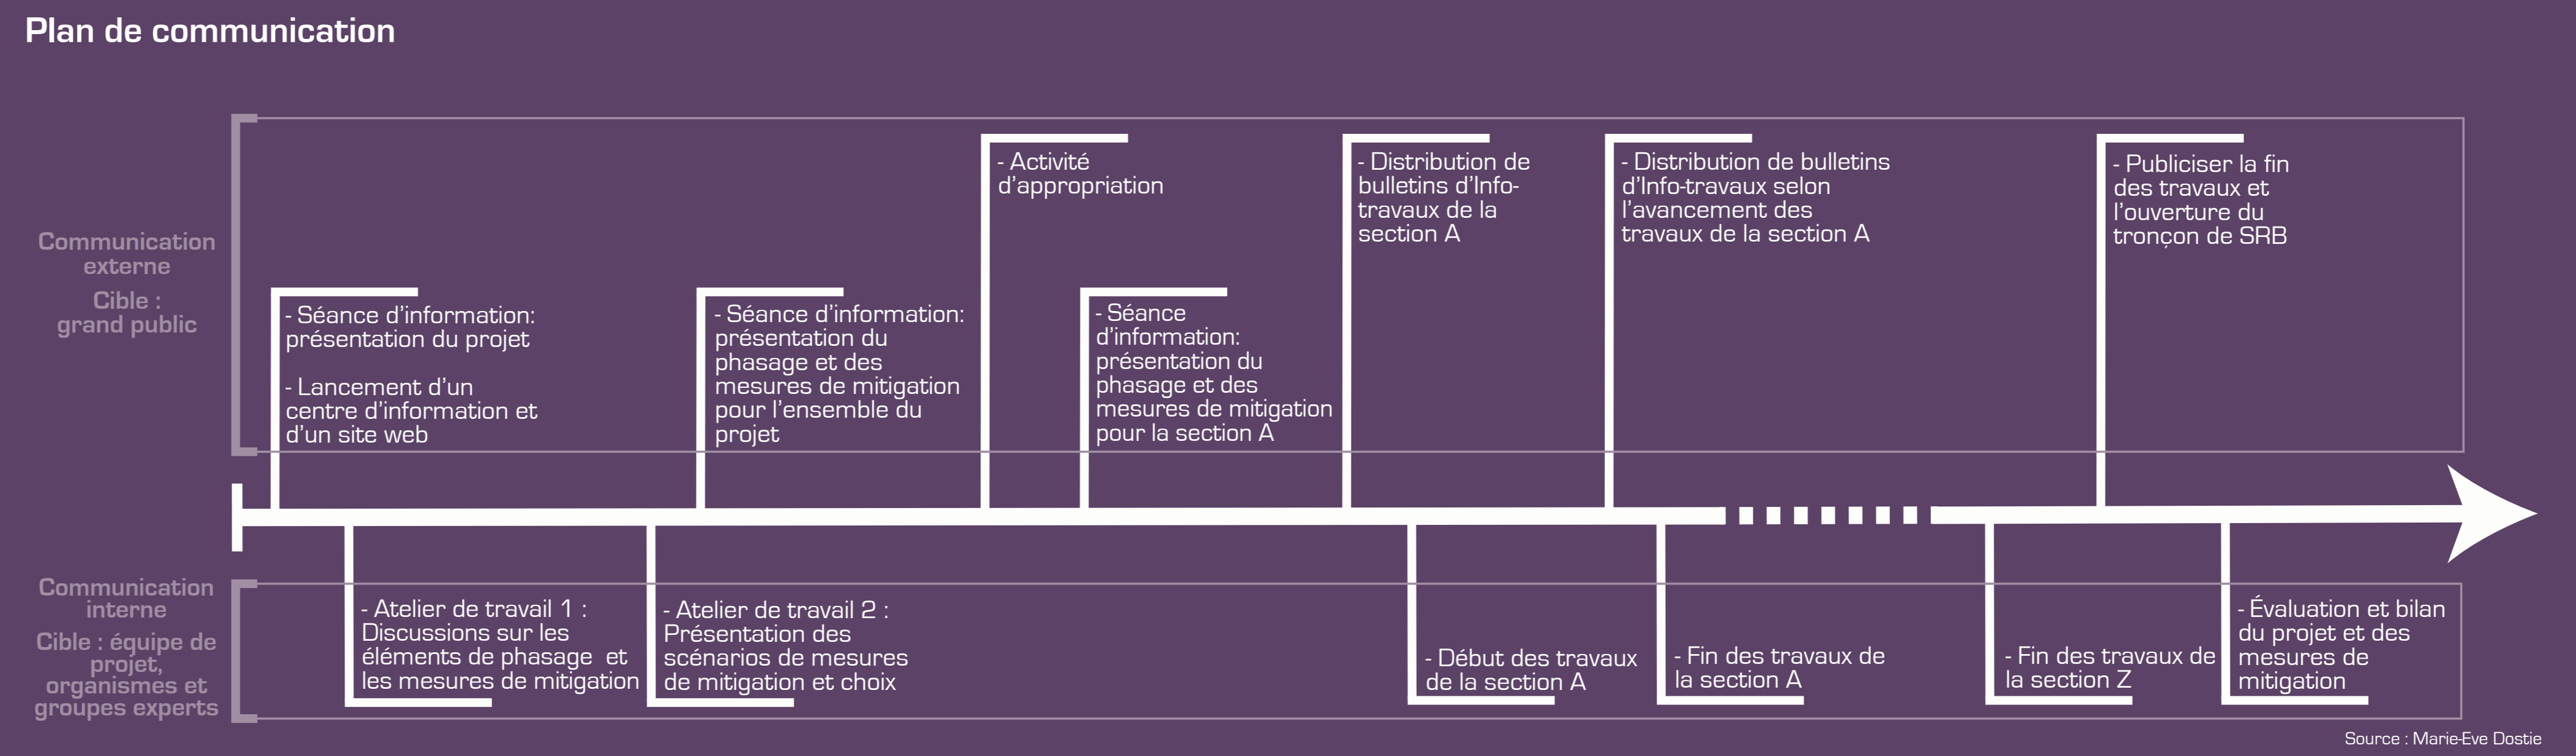 Plan de communication
Communication
externe
Cible :
grand public
- Séance d'information:
présentation du projet
- Lancement d'un
centre d'information et
d'un site web
- Séance d'information:
présentation du
phasage et des
mesures de mitigation
pour l'ensemble du
projet
- Activité
d'appropriation
- Séance
d'information:
présentation du
phasage et des
mesures de mitigation
pour la section A
- Distribution de
bulletins d'Info-
travaux de la
section A
- Distribution de bulletins
d'Info-travaux selon
l'avancement des
travaux de la section A
- Publiciser la fin
des travaux et
l'ouverture du
tronçon de SRB
Communication
interne
Cible : équipe de
projet,
organismes et
groupes experts
- Atelier de travail 1 :
Discussions sur les
éléments de phasage et
les mesures de mitigation
- Atelier de travail 2 :
Présentation des
scénarios de mesures
de mitigation et choix
- Début des travaux
de la section A
- Fin des travaux de
la section A
- Fin des travaux de
la section Z
- Évaluation et bilan
du projet et des
mesures de
mitigation
Source : Marie-Eve Dostie